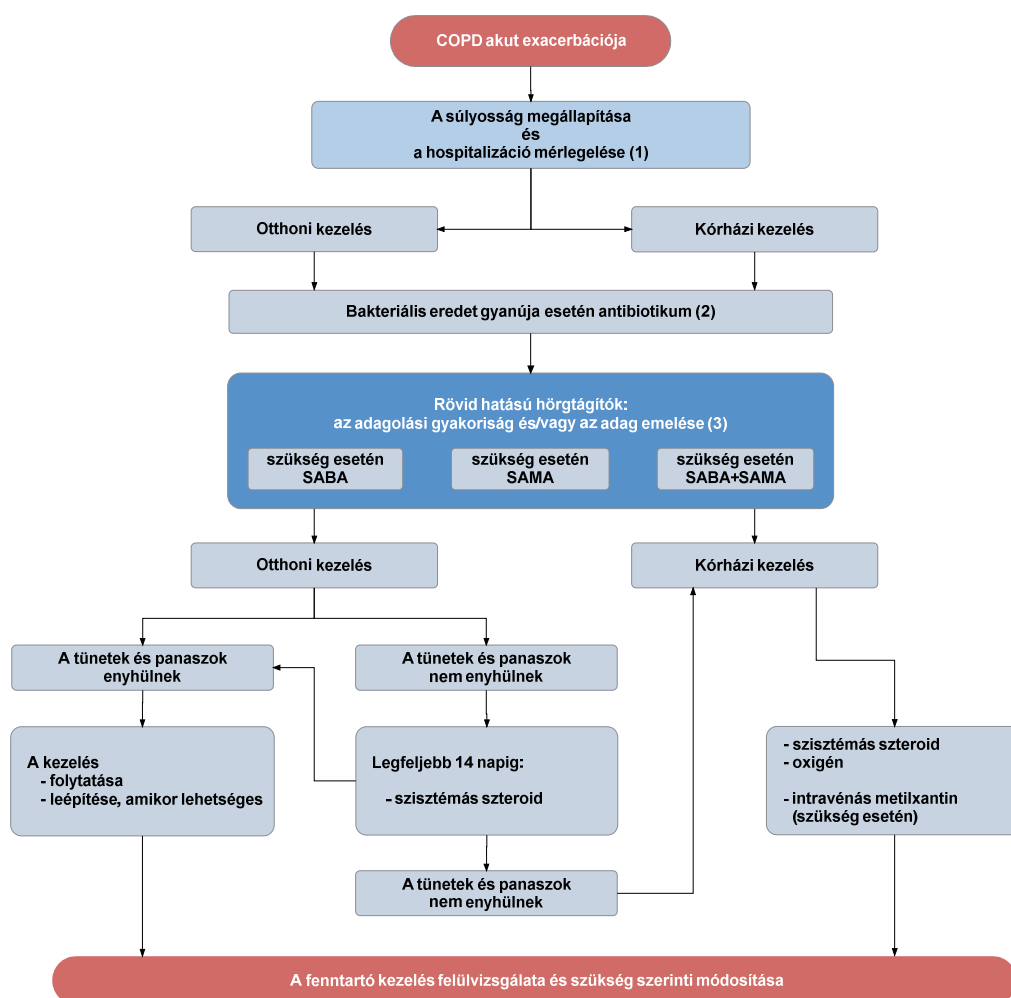 COPD akut exacerbációja
A súlyosság megállapítása
és
a hospitalizáció mérlegelése (1)
Otthoni kezelés
Kórházi kezelés
Bakteriális eredet gyanúja esetén antibiotikum (2)
Rövid hatású hörgtágítók:
az adagolási gyakoriság és/vagy az adag emelése (3)
szükség esetén
SABA
szükség esetén
SAMA
szükség esetén
SABA+SAMA
Otthoni kezelés
Kórházi kezelés
A tünetek és panaszok
enyhülnek
A tünetek és panaszok
nem enyhülnek
A kezelés
- folytatása
- leépítése, amikor lehetséges
Legfeljebb 14 napig:
- szisztémás szteroid
- szisztémás szteroid
- oxigén
- intravénás metilxantin
(szükség esetén)
A tünetek és panaszok
nem enyhülnek
A fenntartó kezelés felülvizsgálata és szükség szerinti módosítása